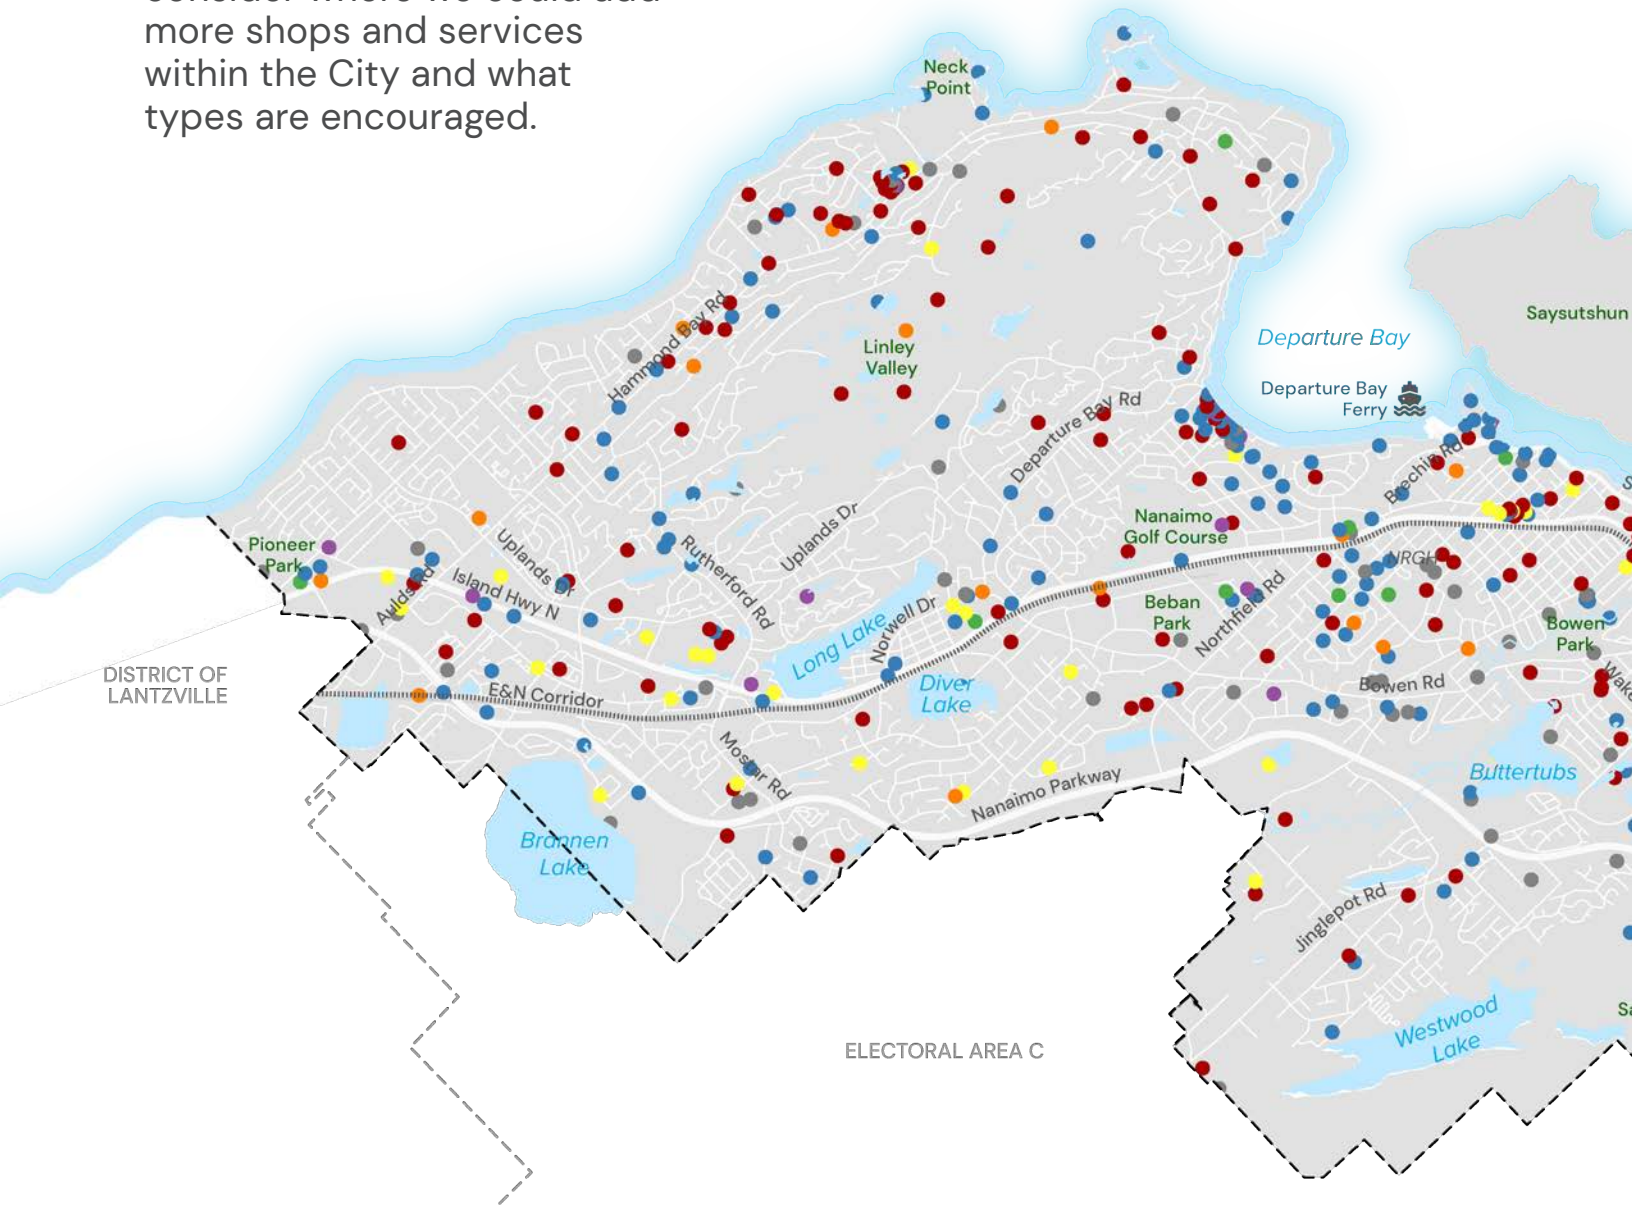 more shops and services
within the City and what
types are encouraged.
Neck
Point
Saysutshun
Departure Bay
Departure Bay
Ferry
Linley
Valley
Hammond Bay Rd
Departure Bay Rd
Brechin Rd
Nanaimo
Golf Course
NRGH
Pioneer
Park
Uplands Dr
Uplands Dr
Rutherford Rd
Aulds Rd
Island Hwy N
Norwell Dr
Long Lake
Beban
Park
Northfield Rd
Bowen
Park
DISTRICT OF
LANTZVILLE
E&N Corridor
Diver
Lake
Bowen Rd
Mostar Rd
Nanaimo Parkway
Buttertubs
Brannen
Lake
Jinglepot Rd
Westwood
Lake
ELECTORAL AREA C